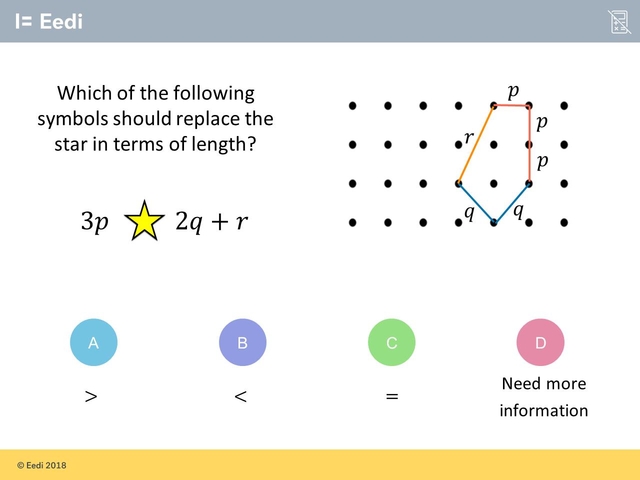 Eedi
Which of the following
symbols should replace the
star in terms of length?
3p
2q + r
p
p
p
r
q
q
A
B
C
D
>
<
=
Need more
information
© Eedi 2018